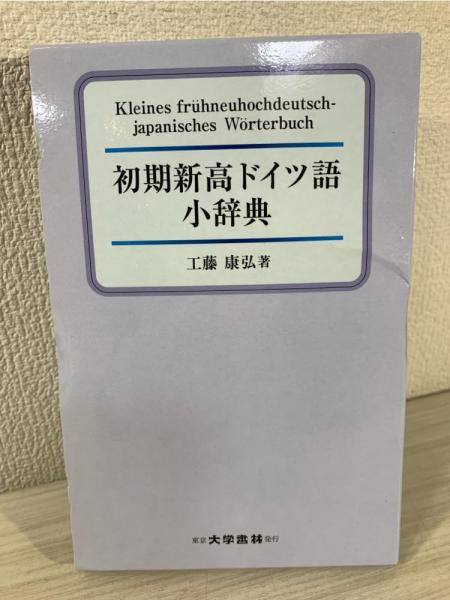 Kleines frühneuhochdeutsch-
japanisches Wörterbuch
初期新高ドイツ語
小辞典
工藤 康弘著
東京 大学書林 発行